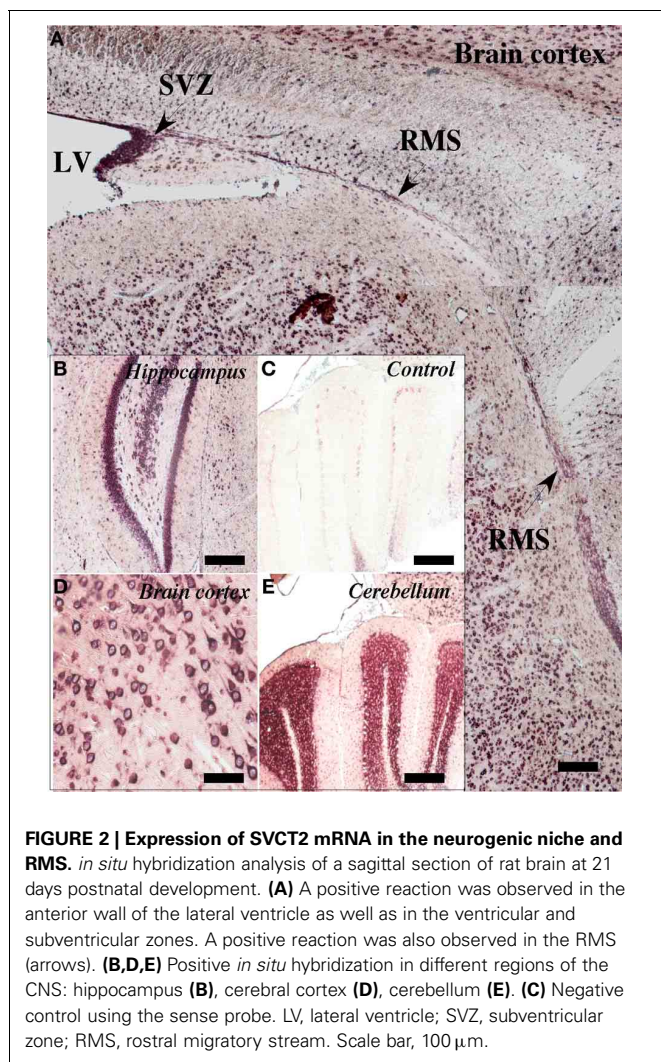 A
Brain cortex
SVZ
LV
RMS
B
Hippocampus
C
Control
RMS
D
Brain cortex
E
Cerebellum
FIGURE 2 | Expression of SVCT2 mRNA in the neurogenic niche and
RMS. in situ hybridization analysis of a sagittal section of rat brain at 21
days postnatal development. (A) A positive reaction was observed in the
anterior wall of the lateral ventricle as well as in the ventricular and
subventricular zones. A positive reaction was also observed in the RMS
(arrows). (B,D,E) Positive in situ hybridization in different regions of the
CNS: hippocampus (B), cerebral cortex (D), cerebellum (E). (C) Negative
control using the sense probe. LV, lateral ventricle; SVZ, subventricular
zone; RMS, rostral migratory stream. Scale bar, 100 μm.